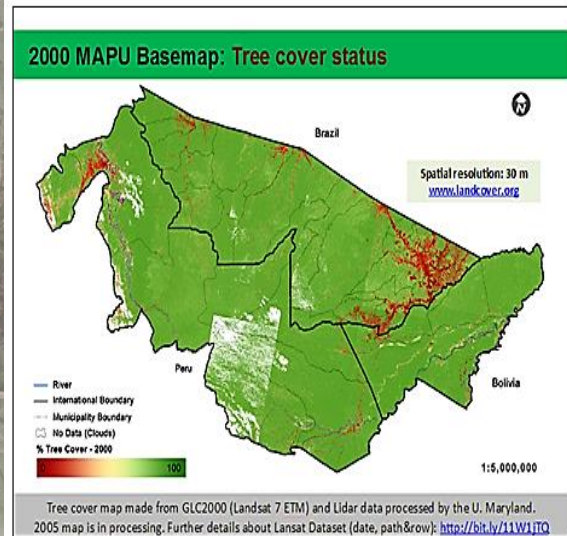 2000 MAPU Basemap: Tree cover status
N
Brazil
Spatial resolution: 30 m
www.landcover.org
Peru
Bolivia
River
International Boundary
Municipality Boundary
No Data (Clouds)
% Tree Cover - 2000
0 100
1:5,000,000
Tree cover map made from GLC2000 (Landsat 7 ETM) and Lidar data processed by the U. Maryland.
2005 map is in processing. Further details about Lansat Dataset (date, path&row): http://bit.ly/11W1jTQ